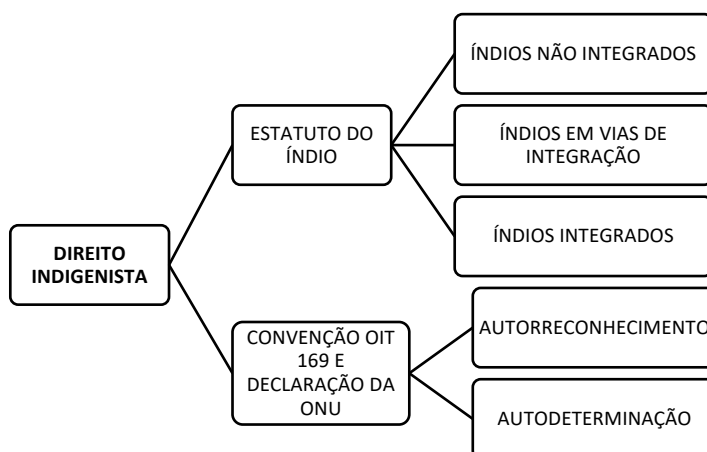 DIREITO
INDIGENISTA
ESTATUTO DO
ÍNDIO
ÍNDIOS NÃO INTEGRADOS
ÍNDIOS EM VIAS DE
INTEGRAÇÃO
ÍNDIOS INTEGRADOS
CONVENÇÃO OIT
169 E
DECLARAÇÃO DA
ONU
AUTORRECONHECIMENTO
AUTODETERMINAÇÃO